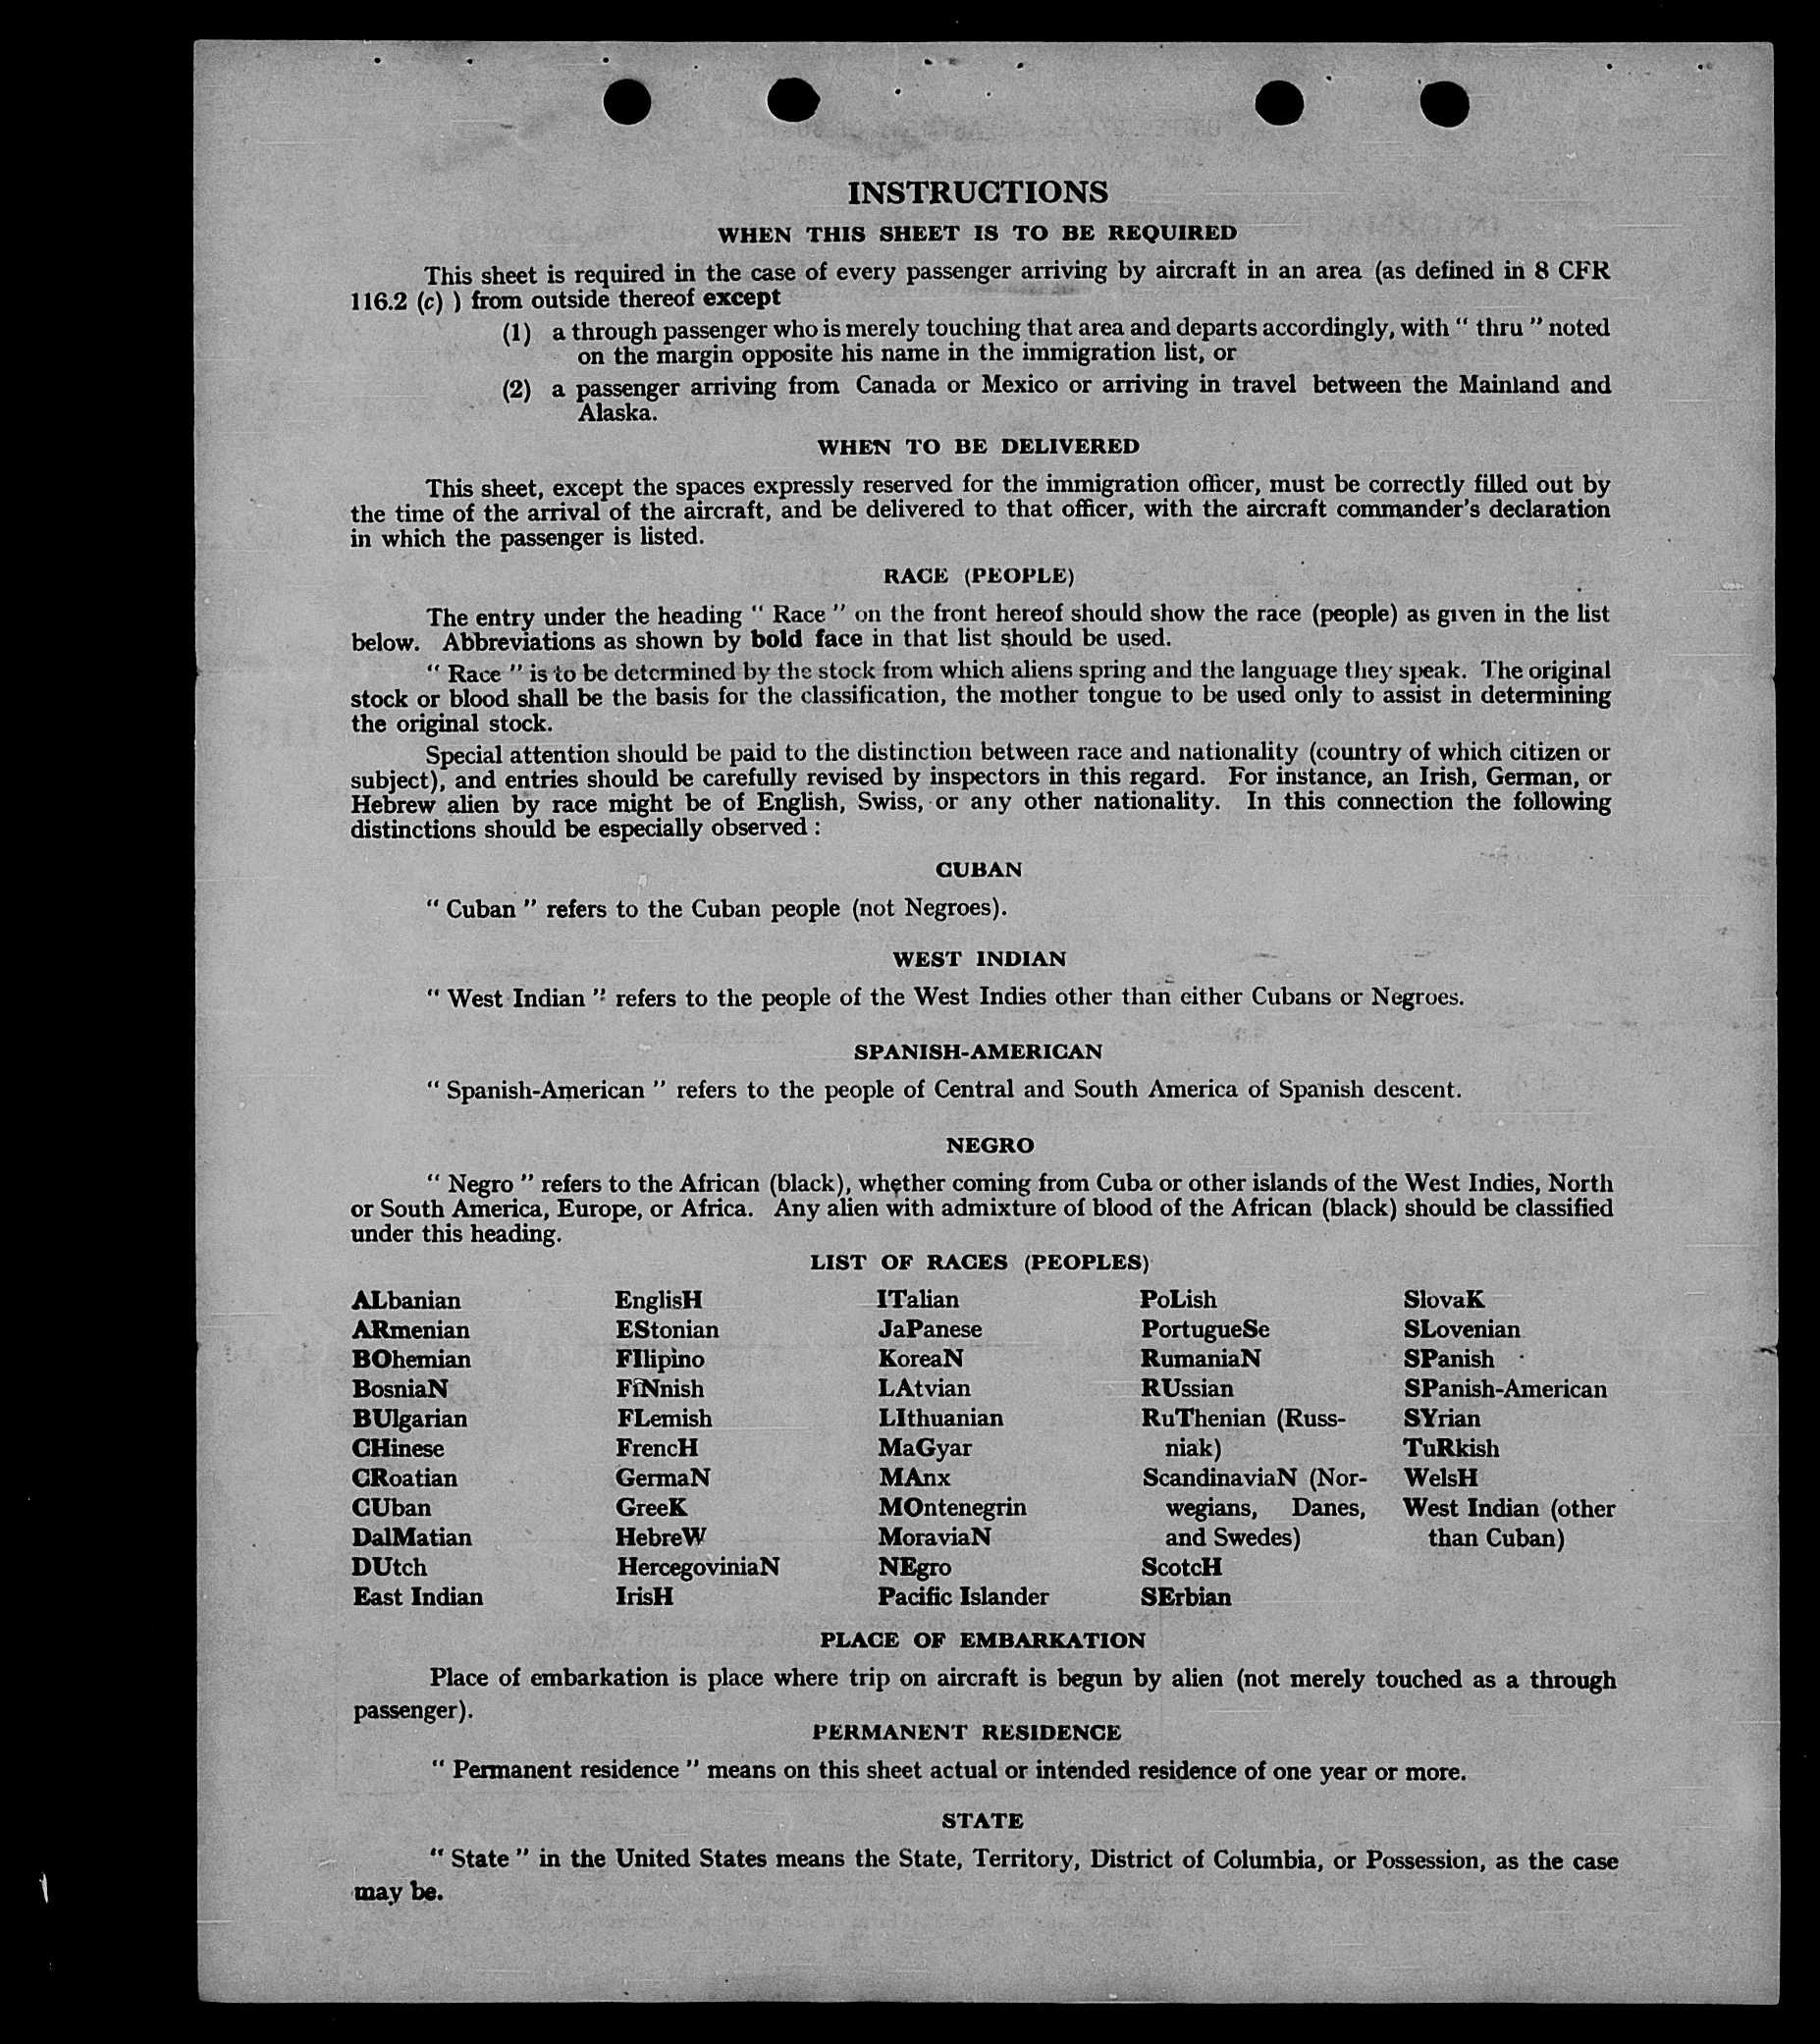 INSTRUCTIONS
WHEN THIS SHEET IS TO BE REQUIRED
This sheet is required in the case of every passenger arriving by aircraft in an area (as defined in 8 CFR
116.2 (c) ) from outside thereof except
(1) a through passenger who is merely touching that area and departs accordingly, with " thru " noted
on the margin opposite his name in the immigration list, or
(2) a passenger arriving from Canada or Mexico or arriving in travel between the Mainland and
Alaska.
WHEN TO BE DELIVERED
This sheet, except the spaces expressly reserved for the immigration officer, must be correctly filled out by
the time of the arrival of the aircraft, and be delivered to that officer, with the aircraft commander's declaration
in which the passenger is listed.
RACE (PEOPLE)
The entry under the heading " Race " on the front hereof should show the race (people) as given in the list
below. Abbreviations as shown by bold face in that list should be used.
" Race " is to be determined by the stock from which aliens spring and the language they speak. The original
stock or blood shall be the basis for the classification, the mother tongue to be used only to assist in determining
the original stock.
Special attention should be paid to the distinction between race and nationality (country of which citizen or
subject), and entries should be carefully revised by inspectors in this regard. For instance, an Irish, German, or
Hebrew alien by race might be of English, Swiss, or any other nationality. In this connection the following
distinctions should be especially observed :
CUBAN
" Cuban " refers to the Cuban people (not Negroes).
WEST INDIAN
" West Indian " refers to the people of the West Indies other than either Cubans or Negroes.
SPANISH-AMERICAN
" Spanish-American " refers to the people of Central and South America of Spanish descent.
NEGRO
" Negro " refers to the African (black), whether coming from Cuba or other islands of the West Indies, North
or South America, Europe, or Africa. Any alien with admixture of blood of the African (black) should be classified
under this heading.
LIST OF RACES (PEOPLES)
ALbanian
ARmenian
BOhemian
BosniaN
BUlgarian
CHinese
CRoatian
CUban
DalMatian
DUtch
East Indian
EnglisH
EStonian
FIlipino
FiNnish
FLemish
FrencH
GermaN
GreeK
HebreW
HercegoviniaN
IrisH
ITalian
JaPanese
KoreaN
LAtvian
LIthuanian
MaGyar
MAnx
MOntenegrin
MoraviaN
NEgro
Pacific Islander
PoLish
PortugueSe
RumaniaN
RUssian
RuThenian (Russ-
niak)
ScandinaviaN (Nor-
wegians, Danes,
and Swedes)
ScotcH
SErbian
SlovaK
SLovenian
SPanish
SPanish-American
SYrian
TuRkish
WelsH
West Indian (other
than Cuban)
PLACE OF EMBARKATION
Place of embarkation is place where trip on aircraft is begun by alien (not merely touched as a through
passenger).
PERMANENT RESIDENCE
" Permanent residence " means on this sheet actual or intended residence of one year or more.
STATE
" State " in the United States means the State, Territory, District of Columbia, or Possession, as the case
may be.